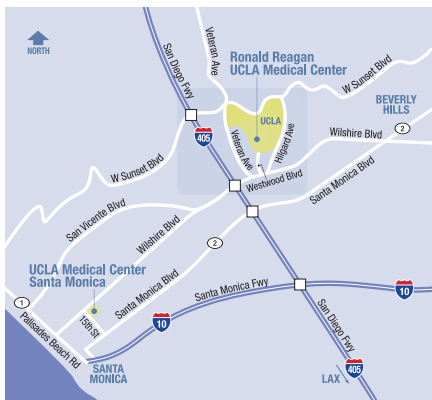 NORTH
Veteran Ave
San Diego Fwy
Ronald Reagan
UCLA Medical Center
W Sunset Blvd
BEVERLY
HILLS
UCLA
2
405
Veteran Ave
Hilgard Ave
Wilshire Blvd
W Sunset Blvd
Westwood Blvd
Santa Monica Blvd
San Vicente Blvd
Wilshire Blvd
2
UCLA Medical Center
Santa Monica
Santa Monica Blvd
Santa Monica Fwy
10
1
15th St
10
San Diego Fwy
Palisades Beach Rd
SANTA
MONICA
405
LAX